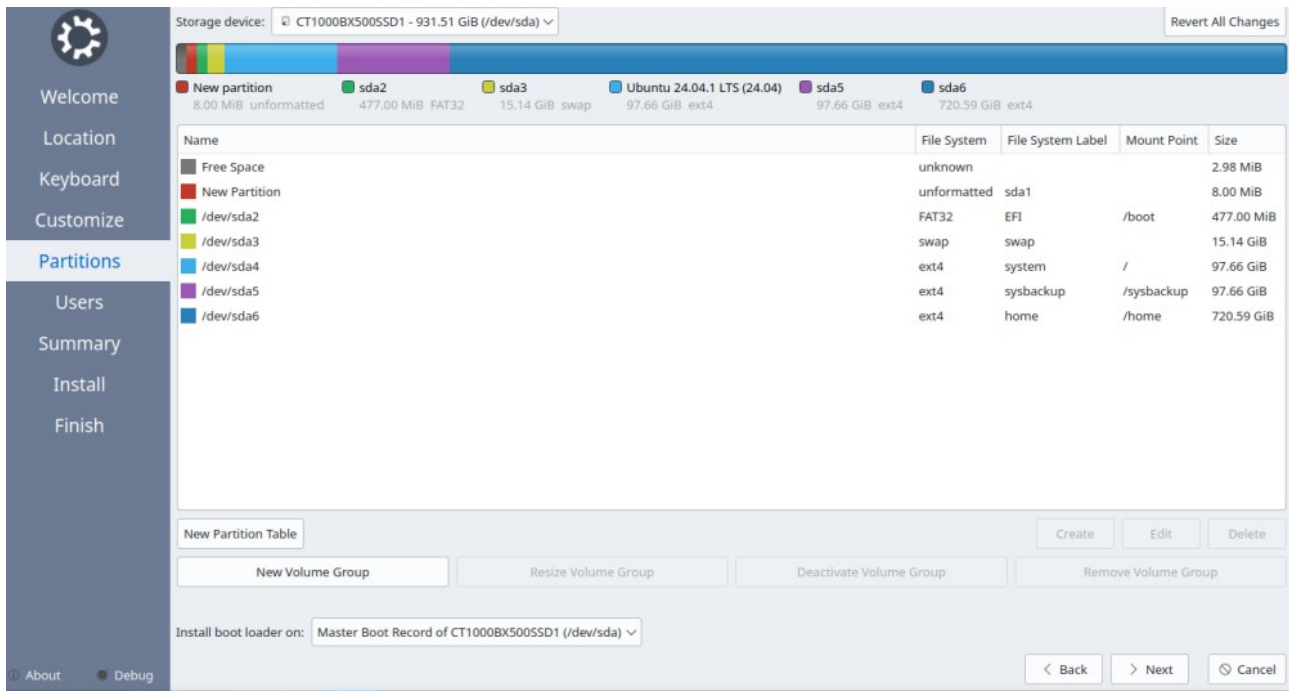 Storage device: CT1000BX500SSD1 - 931.51 GiB (/dev/sda) Revert All Changes
New partition sda2 sda3 Ubuntu 24.04.1 LTS (24.04) sda5 sda6
8.00 MiB unformatted 477.00 MiB FAT32 15.14 GiB swap 97.66 GiB ext4 97.66 GiB ext4 720.59 GiB ext4
Welcome
Location
Keyboard
Customize
Partitions
Users
Summary
Install
Finish
Name File System File System Label Mount Point Size
Free Space unknown 2.98 MiB
New Partition unformatted sda1 8.00 MiB
/dev/sda2 FAT32 EFI /boot 477.00 MiB
/dev/sda3 swap swap 15.14 GiB
/dev/sda4 ext4 system / 97.66 GiB
/dev/sda5 ext4 sysbackup /sysbackup 97.66 GiB
/dev/sda6 ext4 home /home 720.59 GiB
New Partition Table Create Edit Delete
New Volume Group Resize Volume Group Deactivate Volume Group Remove Volume Group
Install boot loader on: Master Boot Record of CT1000BX500SSD1 (/dev/sda)
About Debug Back Next Cancel